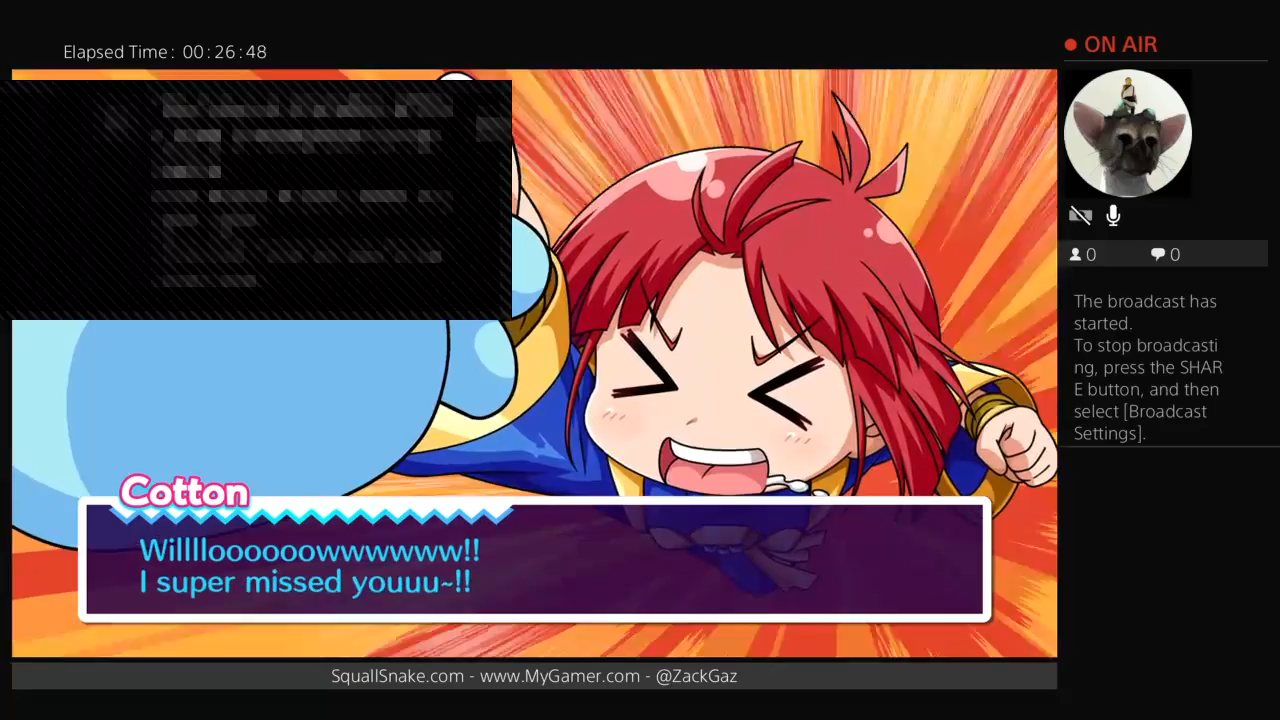 Elapsed Time: 00:26:48
ON AIR
0
0
The broadcast has
started.
To stop broadcasti
ng, press the SHAR
E button, and then
select [Broadcast
Settings].
Cotton
Willlloooooowwwwww!!
I super missed youuu~!!
SquallSnake.com - www.MyGamer.com - @ZackGaz